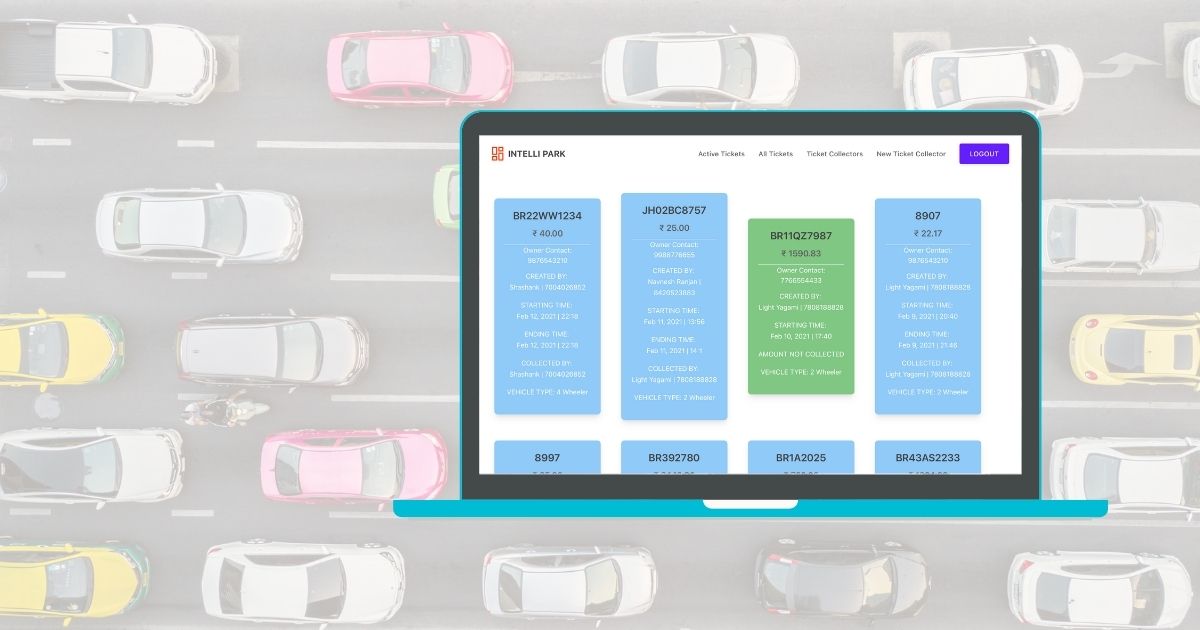 INTELLI PARK
Active Tickets
All Tickets
Ticket Collectors
New Ticket Collector
LOGOUT
BR22WW1234
₹ 40.00
Owner Contact:
9876543210
CREATED BY:
Shashank | 7004026852
STARTING TIME:
Feb 12, 2021 | 22:18
ENDING TIME:
Feb 12, 2021 | 22:18
COLLECTED BY:
Shashank | 7004026852
VEHICLE TYPE: 4 Wheeler
JH02BC8757
₹ 25.00
Owner Contact:
9988776655
CREATED BY:
Navnesh Ranjan |
8420523883
STARTING TIME:
Feb 11, 2021 | 13:56
ENDING TIME:
Feb 11, 2021 | 14:1
COLLECTED BY:
Light Yagami | 7808188828
VEHICLE TYPE: 2 Wheeler
BR11QZ7987
₹ 1590.83
Owner Contact:
7766554433
CREATED BY:
Light Yagami | 7808188828
STARTING TIME:
Feb 10, 2021 | 17:40
AMOUNT NOT COLLECTED
VEHICLE TYPE: 2 Wheeler
8907
₹ 22.17
Owner Contact:
9876543210
CREATED BY:
Light Yagami | 7808188828
STARTING TIME:
Feb 9, 2021 | 20:40
ENDING TIME:
Feb 9, 2021 | 21:46
COLLECTED BY:
Light Yagami | 7808188828
VEHICLE TYPE: 2 Wheeler
8997
BR392780
BR1A2025
BR43AS2233